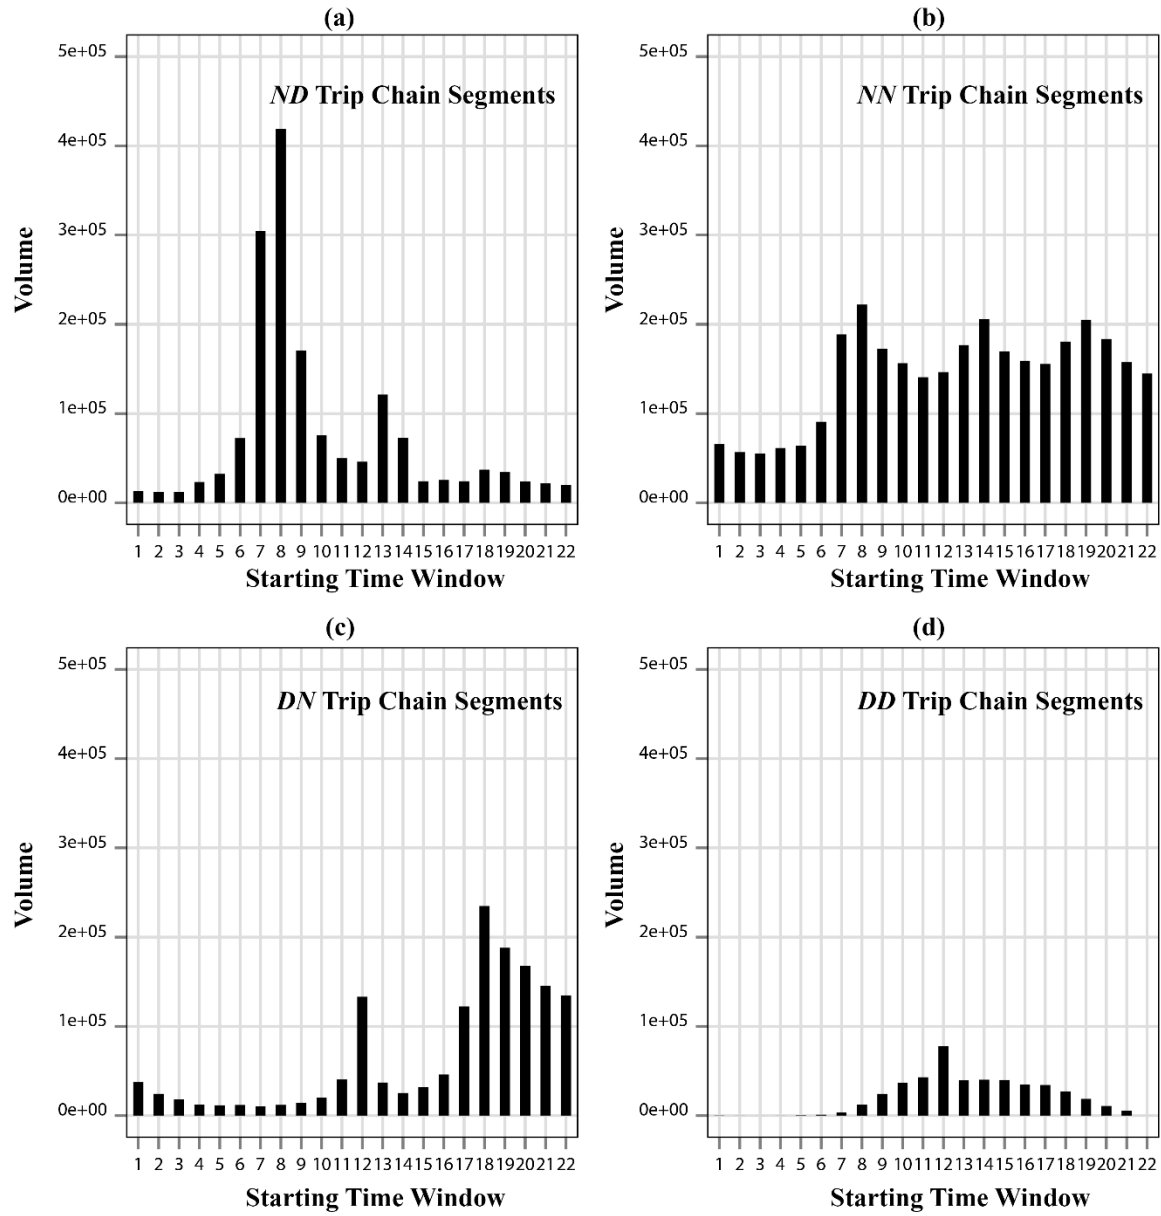 (a)
ND Trip Chain Segments
Volume
5e+05
4e+05
3e+05
2e+05
1e+05
0e+00
1 2 3 4 5 6 7 8 9 10 11 12 13 14 15 16 17 18 19 20 21 22
Starting Time Window
(b)
NN Trip Chain Segments
Volume
5e+05
4e+05
3e+05
2e+05
1e+05
0e+00
1 2 3 4 5 6 7 8 9 10 11 12 13 14 15 16 17 18 19 20 21 22
Starting Time Window
(c)
DN Trip Chain Segments
Volume
5e+05
4e+05
3e+05
2e+05
1e+05
0e+00
1 2 3 4 5 6 7 8 9 10 11 12 13 14 15 16 17 18 19 20 21 22
Starting Time Window
(d)
DD Trip Chain Segments
Volume
5e+05
4e+05
3e+05
2e+05
1e+05
0e+00
1 2 3 4 5 6 7 8 9 10 11 12 13 14 15 16 17 18 19 20 21 22
Starting Time Window